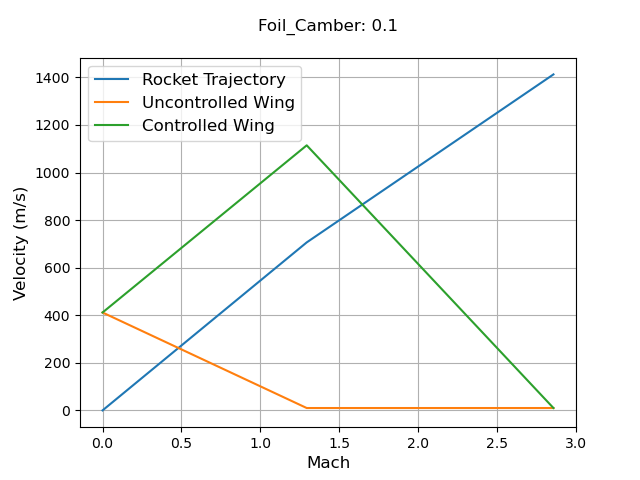 Foil_Camber: 0.1
Rocket Trajectory
Uncontrolled Wing
Controlled Wing
1400
1200
1000
800
600
400
200
0
Velocity (m/s)
0.0 0.5 1.0 1.5 2.0 2.5 3.0
Mach